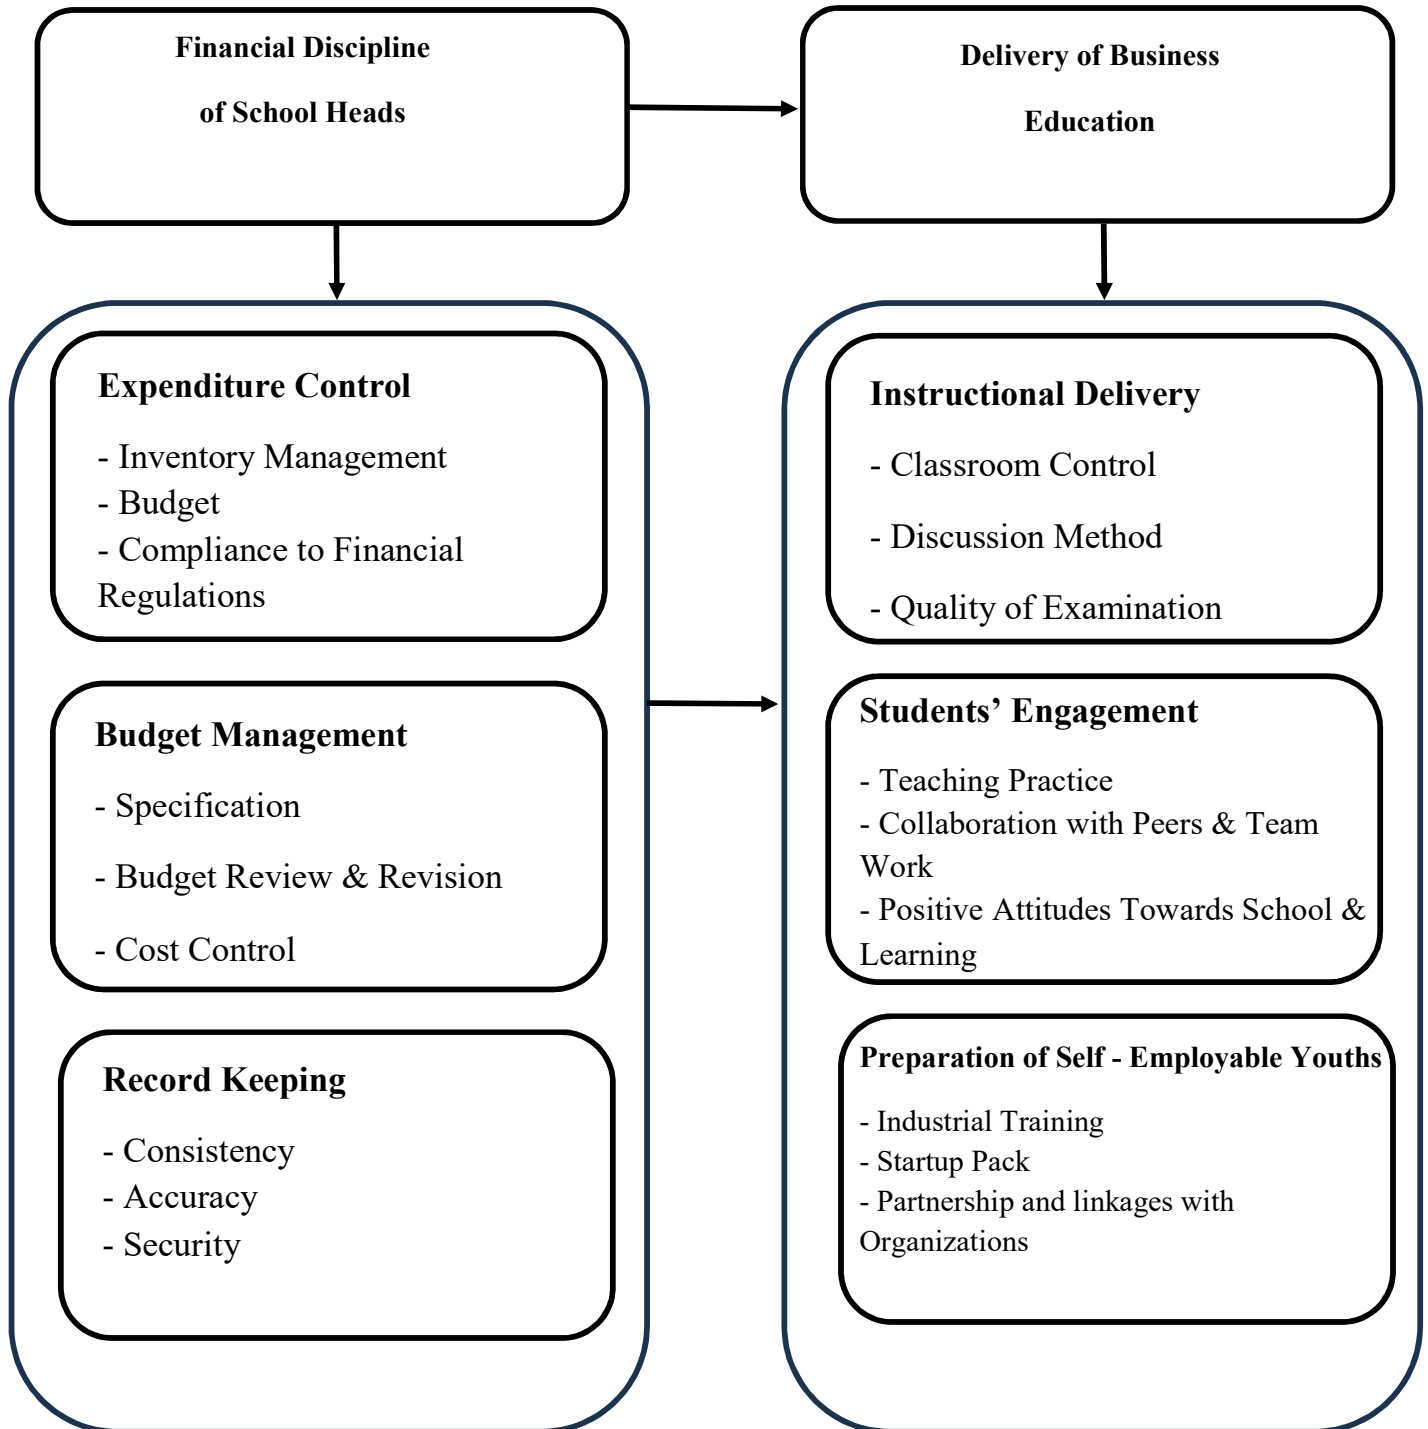 Financial Discipline
of School Heads
Delivery of Business
Education
Expenditure Control
- Inventory Management
- Budget
- Compliance to Financial
Regulations
Budget Management
- Specification
- Budget Review & Revision
- Cost Control
Record Keeping
- Consistency
- Accuracy
- Security
Instructional Delivery
- Classroom Control
- Discussion Method
- Quality of Examination
Students’ Engagement
- Teaching Practice
- Collaboration with Peers & Team
Work
- Positive Attitudes Towards School &
Learning
Preparation of Self - Employable Youths
- Industrial Training
- Startup Pack
- Partnership and linkages with
Organizations